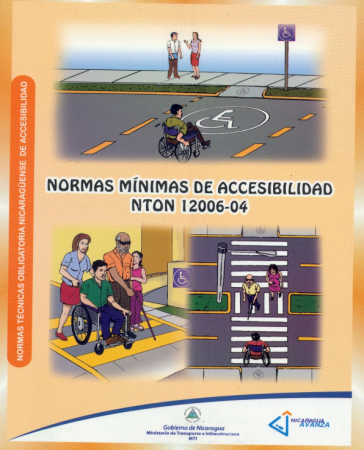 NORMAS TÉCNICAS OBLIGATORIA NICARAGÜENSE DE ACCESIBILIDAD
NORMAS MÍNIMAS DE ACCESIBILIDAD
NTON 12006-04
Gobierno de Nicaragua
Ministerio de Transporte e Infraestructura
MTI
NICARAGUA
AVANZA